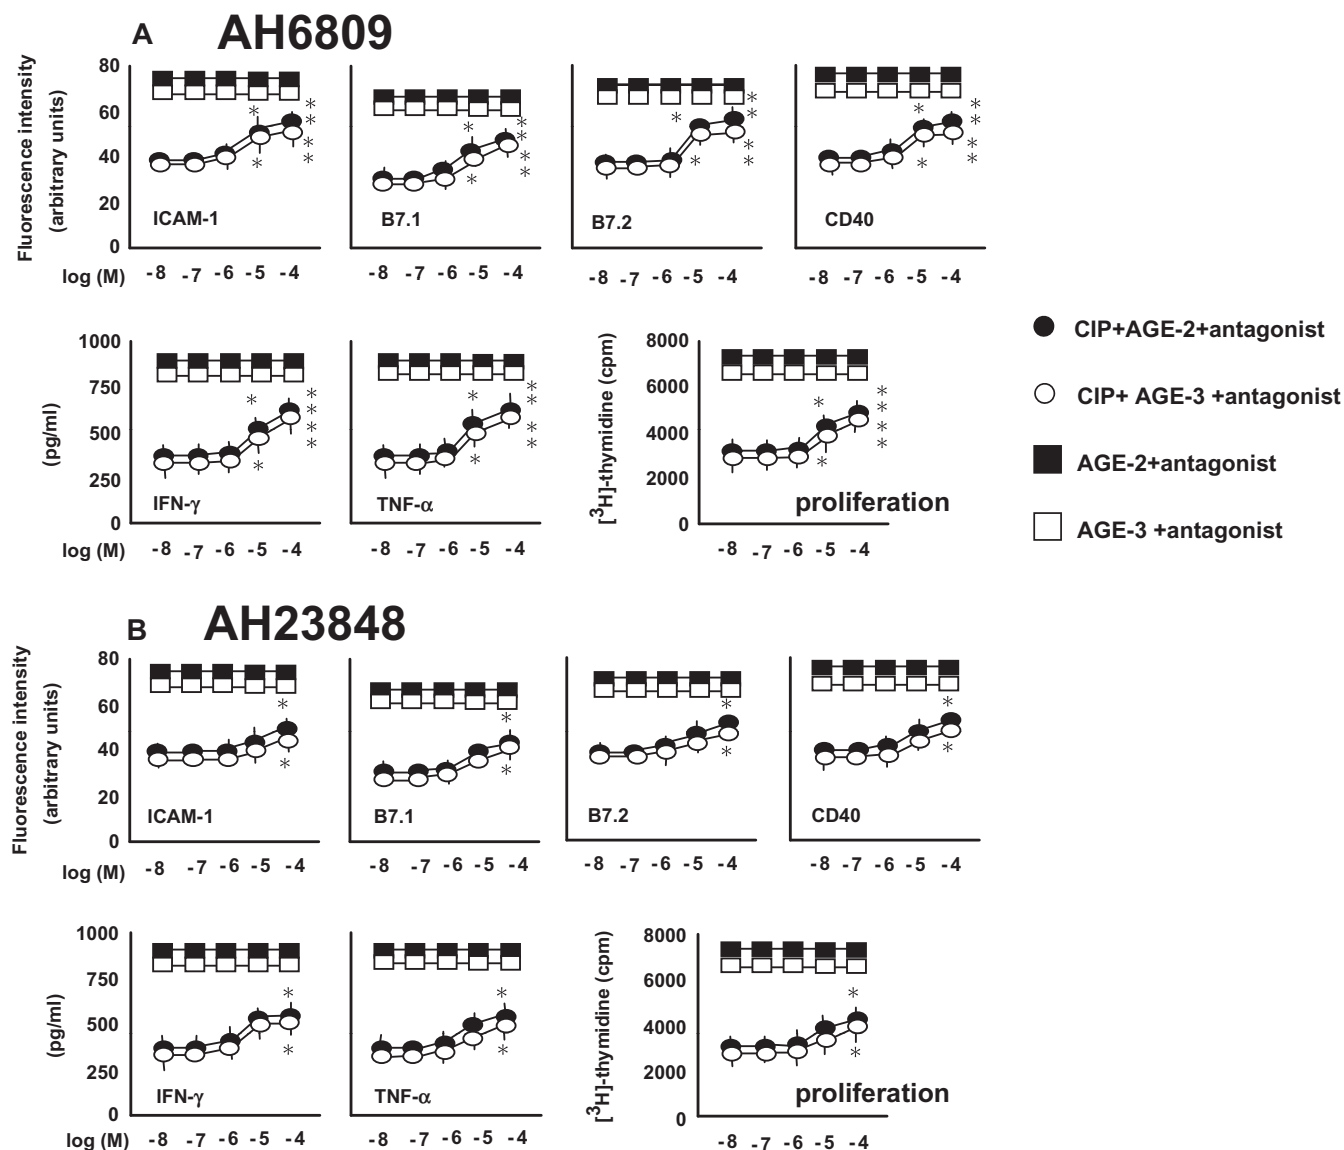 A AH6809
Fluorescence intensity
(arbitrary units)
80
60
40
20
0
ICAM-1
B7.1
B7.2
CD40
* * * * * *
* * * * * *
* * * * * *
* * * * * *
log (M) -8 -7 -6 -5 -4
-8 -7 -6 -5 -4
-8 -7 -6 -5 -4
-8 -7 -6 -5 -4
(pg/ml)
1000
750
500
250
0
IFN-γ
TNF-α
* * * * * *
* * * * * *
log (M) -8 -7 -6 -5 -4
-8 -7 -6 -5 -4
[3H]-thymidine (cpm)
8000
6000
4000
2000
0
proliferation
* * * * * *
-8 -7 -6 -5 -4
CIP+AGE-2+antagonist
CIP+ AGE-3 +antagonist
AGE-2+antagonist
AGE-3 +antagonist
B AH23848
Fluorescence intensity
(arbitrary units)
80
60
40
20
0
ICAM-1
B7.1
B7.2
CD40
* *
* *
* *
* *
log (M) -8 -7 -6 -5 -4
-8 -7 -6 -5 -4
-8 -7 -6 -5 -4
-8 -7 -6 -5 -4
(pg/ml)
1000
750
500
250
0
IFN-γ
TNF-α
* *
* *
log (M) -8 -7 -6 -5 -4
-8 -7 -6 -5 -4
[3H]-thymidine (cpm)
8000
6000
4000
2000
0
proliferation
* *
-8 -7 -6 -5 -4